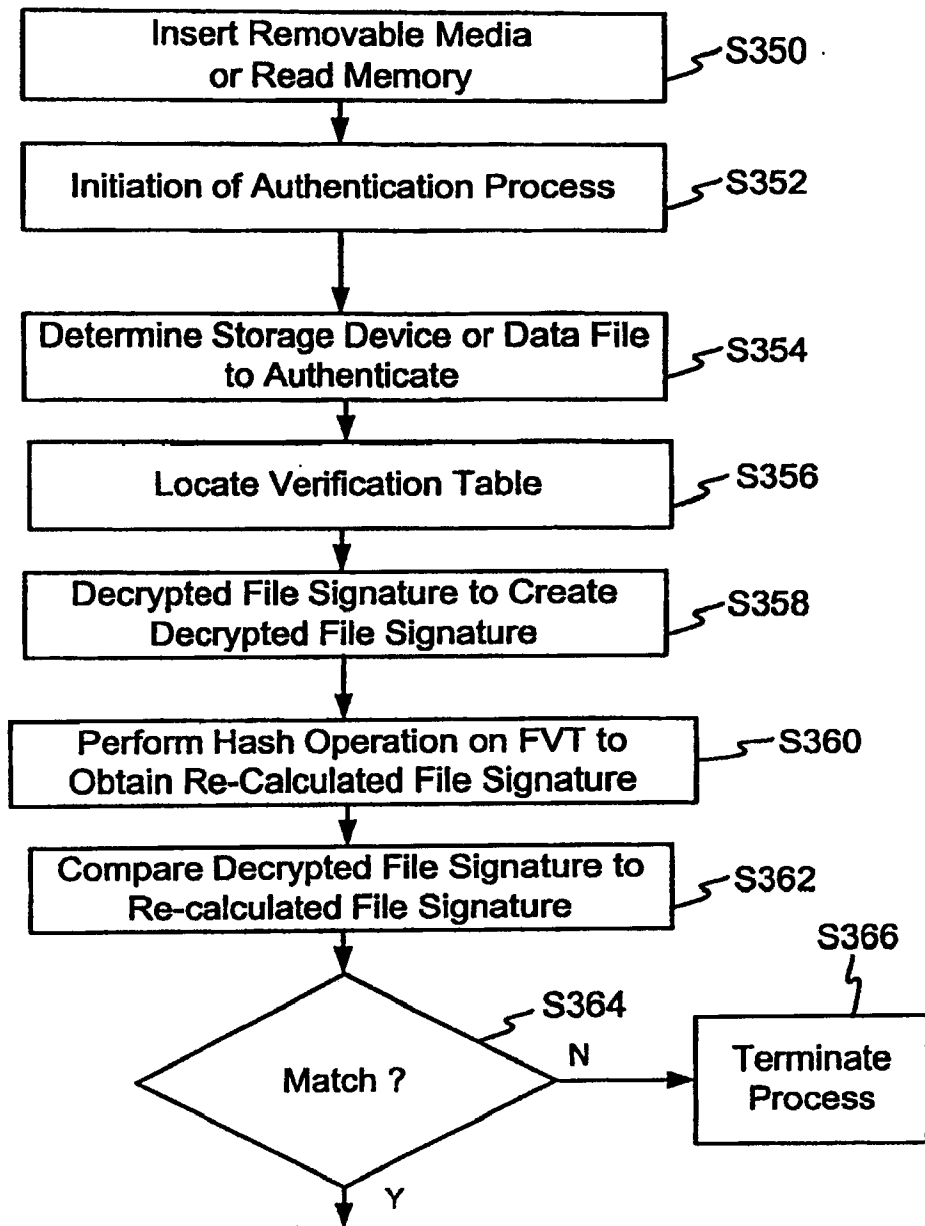 Insert Removable Media
or Read Memory
S350
Initiation of Authentication Process
S352
Determine Storage Device or Data File
to Authenticate
S354
Locate Verification Table
S356
Decrypted File Signature to Create
Decrypted File Signature
S358
Perform Hash Operation on FVT to
Obtain Re-Calculated File Signature
S360
Compare Decrypted File Signature to
Re-calculated File Signature
S362
S366
S364
Match ?
N
Terminate
Process
Y